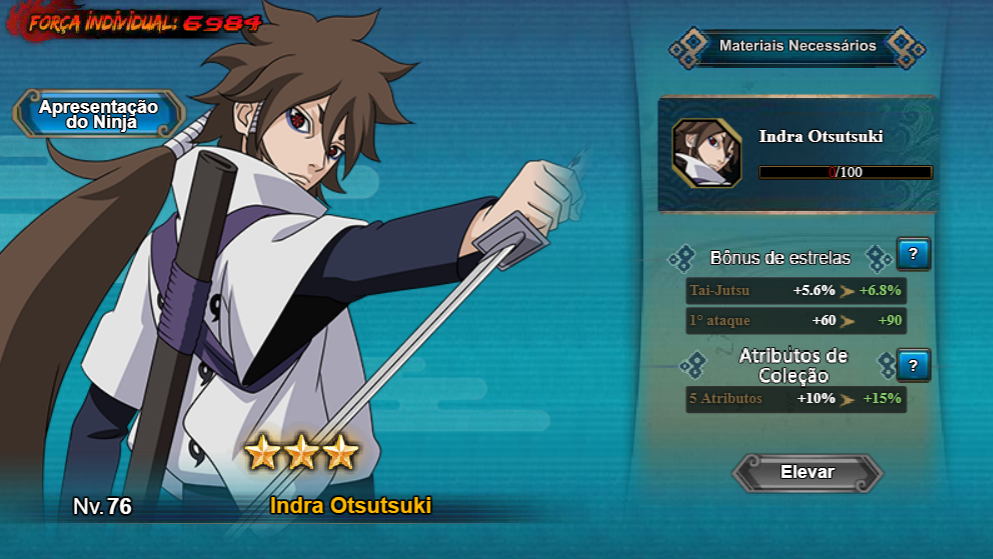 FORÇA INDIVIDUAL: 6984
Apresentação
do Ninja
Nv. 76
Indra Otsutsuki
Materiais Necessários
Indra Otsutsuki
0/100
Bônus de estrelas
?
Tai-Jutsu +5.6% +6.8%
1° ataque +60 +90
Atributos de
Coleção
?
5 Atributos +10% +15%
Elevar